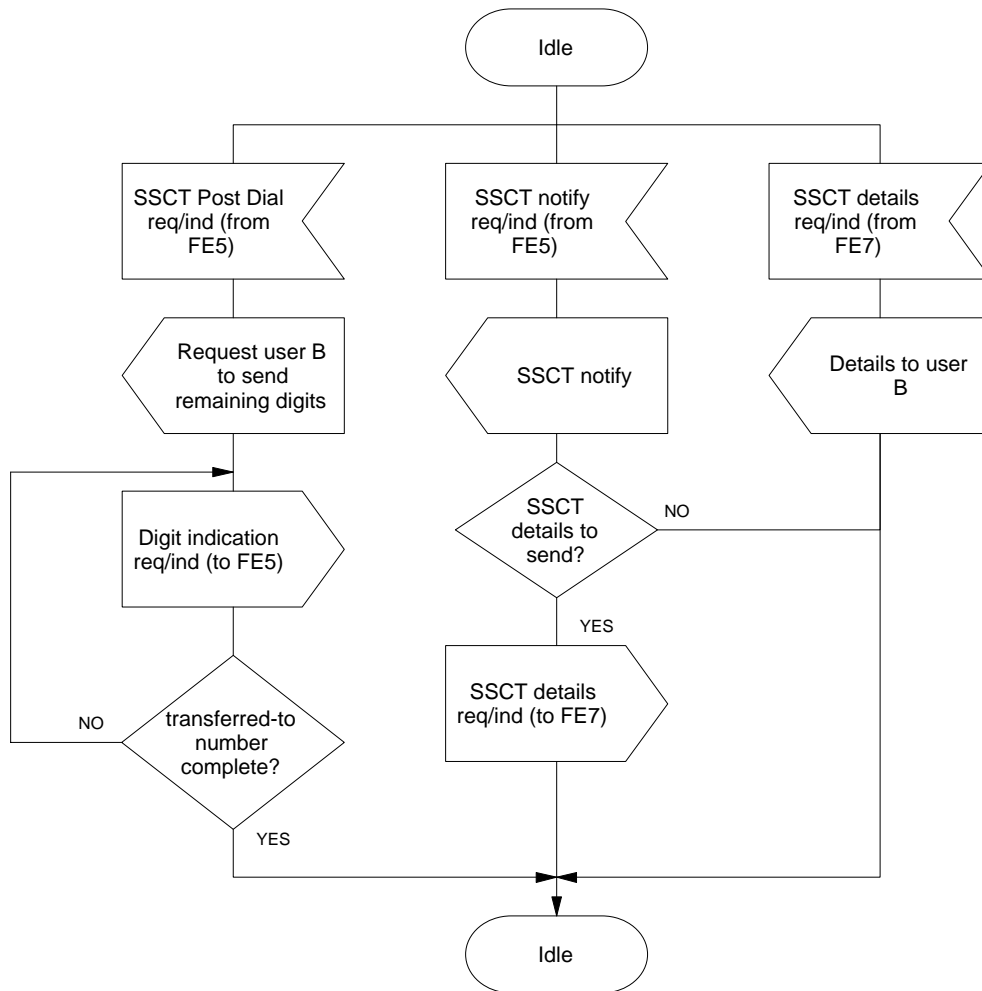 Idle
SSCT Post Dial
req/ind (from
FE5)
SSCT notify
req/ind (from
FE5)
SSCT details
req/ind (from
FE7)
Request user B
to send
remaining digits
SSCT notify
Details to user
B
Digit indication
req/ind (to FE5)
SSCT
details to
send?
NO
YES
SSCT details
req/ind (to FE7)
transferred-to
number
complete?
NO
YES
Idle